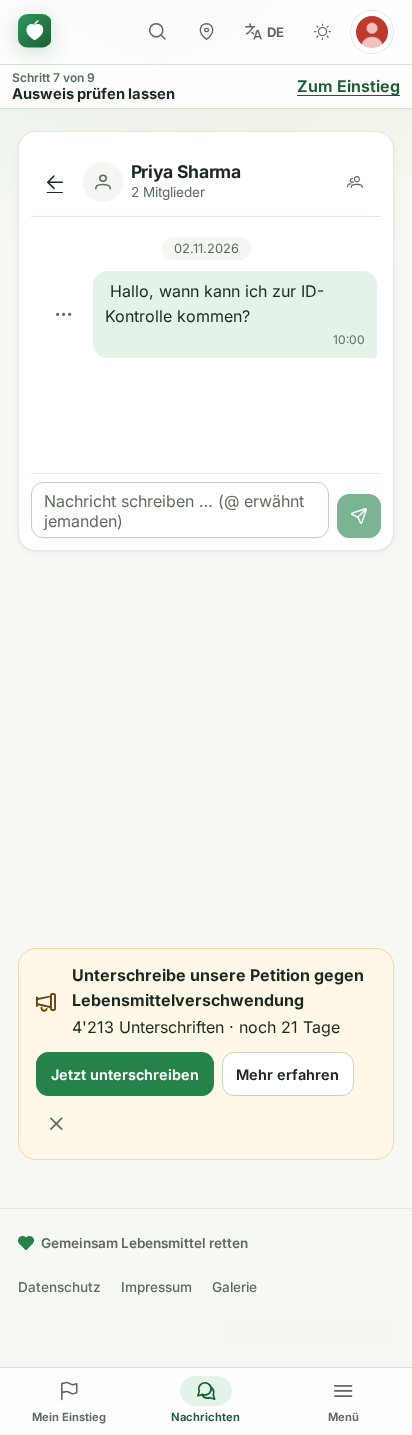 DE
Schritt 7 von 9
Ausweis prüfen lassen
Zum Einstieg
Priya Sharma
2 Mitglieder
02.11.2026
Hallo, wann kann ich zur ID-
Kontrolle kommen?
10:00
Nachricht schreiben … (@ erwähnt
jemanden)
Unterschreibe unsere Petition gegen
Lebensmittelverschwendung
4'213 Unterschriften · noch 21 Tage
Jetzt unterschreiben
Mehr erfahren
Gemeinsam Lebensmittel retten
Datenschutz
Impressum
Galerie
Mein Einstieg
Nachrichten
Menü